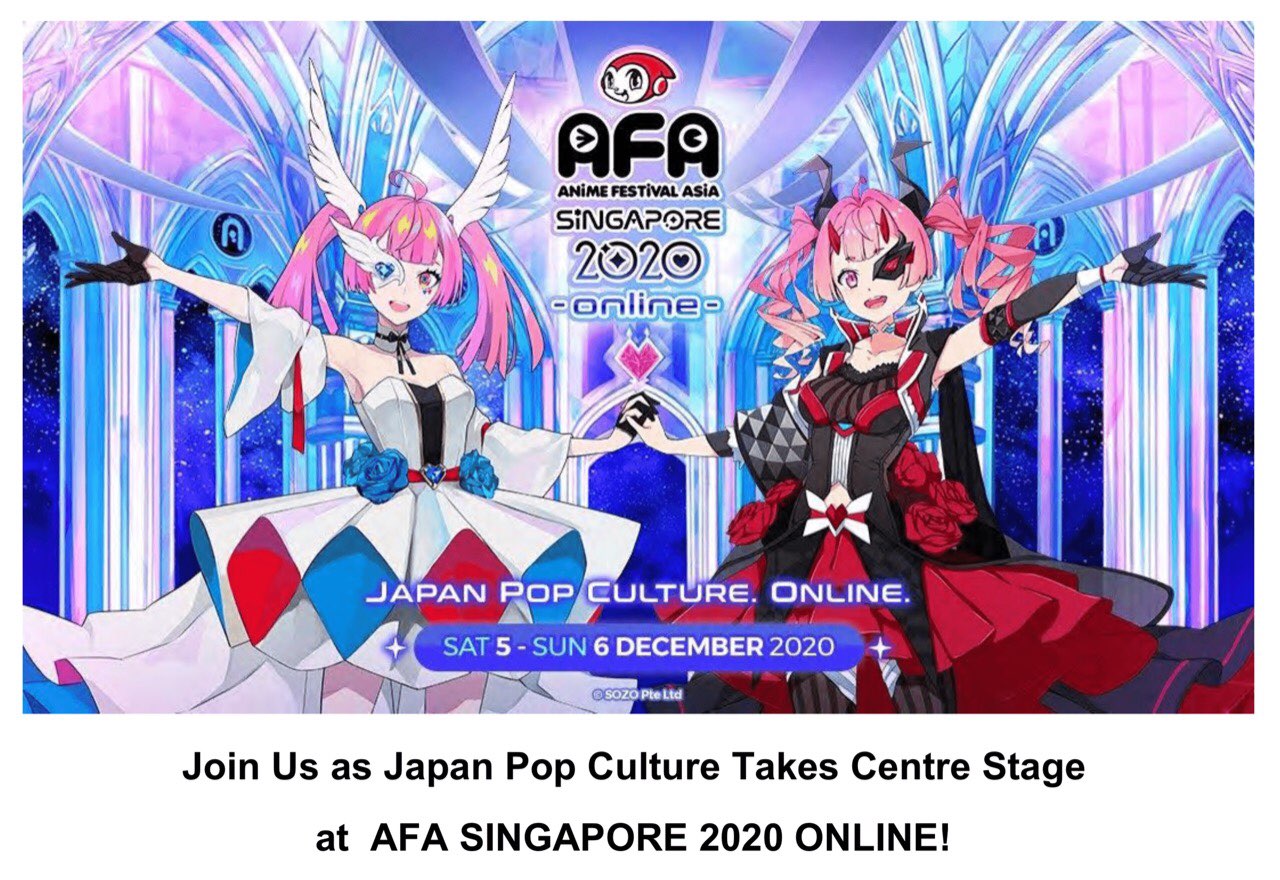 AFA
ANiME FESTiVAL ASiA
SiNGAPORE
2020
-online-
JAPAN POP CULTURE. ONLINE.
SAT 5 - SUN 6 DECEMBER 2020
© SOZO Pte Ltd
Join Us as Japan Pop Culture Takes Centre Stage
at AFA SINGAPORE 2020 ONLINE!